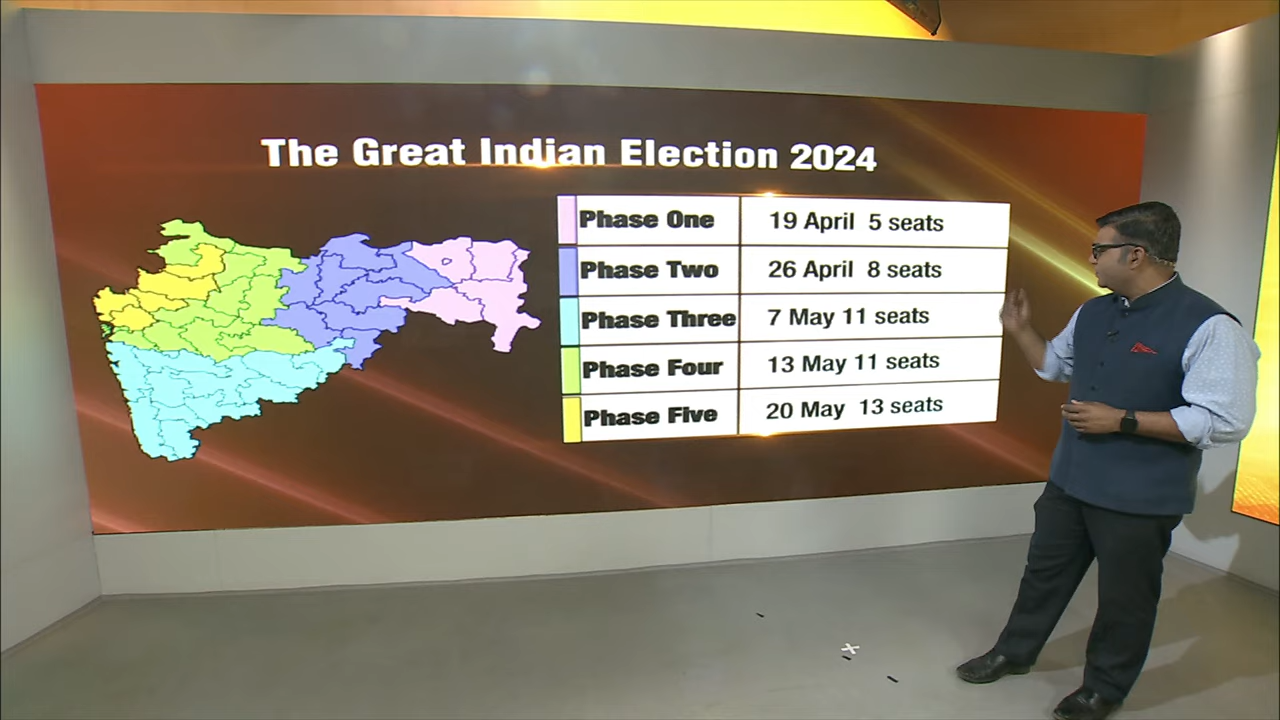 The Great Indian Election 2024
Phase One 19 April 5 seats
Phase Two 26 April 8 seats
Phase Three 7 May 11 seats
Phase Four 13 May 11 seats
Phase Five 20 May 13 seats